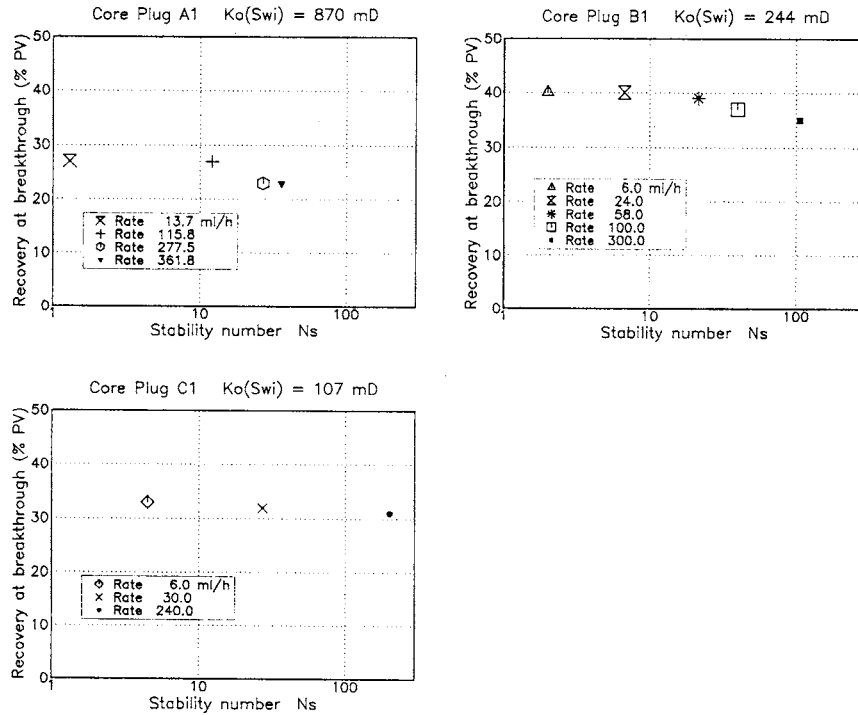 Core Plug A1 Ko(Swi) = 870 mD
Recovery at breakthrough (% PV)
50
40
30
20
10
0
Rate 13.7 ml/h
Rate 115.8
Rate 277.5
Rate 361.8
1 10 100
Stability number Ns
Core Plug B1 Ko(Swi) = 244 mD
Recovery at breakthrough (% PV)
50
40
30
20
10
0
Rate 6.0 ml/h
Rate 24.0
Rate 58.0
Rate 100.0
Rate 300.0
1 10 100
Stability number Ns
Core Plug C1 Ko(Swi) = 107 mD
Recovery at breakthrough (% PV)
50
40
30
20
10
0
Rate 6.0 ml/h
Rate 30.0
Rate 240.0
1 10 100
Stability number Ns